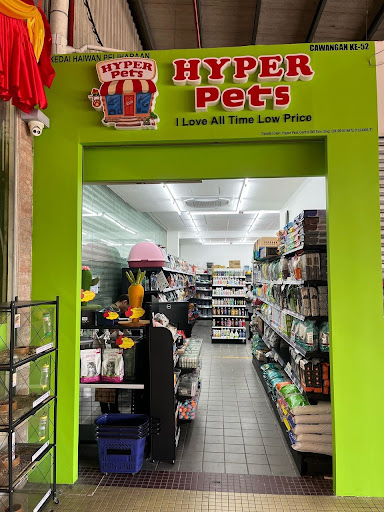 KEDAI HAIWAN PELIHARAAN
CAWANGAN KE-52
HYPER
Pets
HYPER
Pets
I Love All Time Low Price